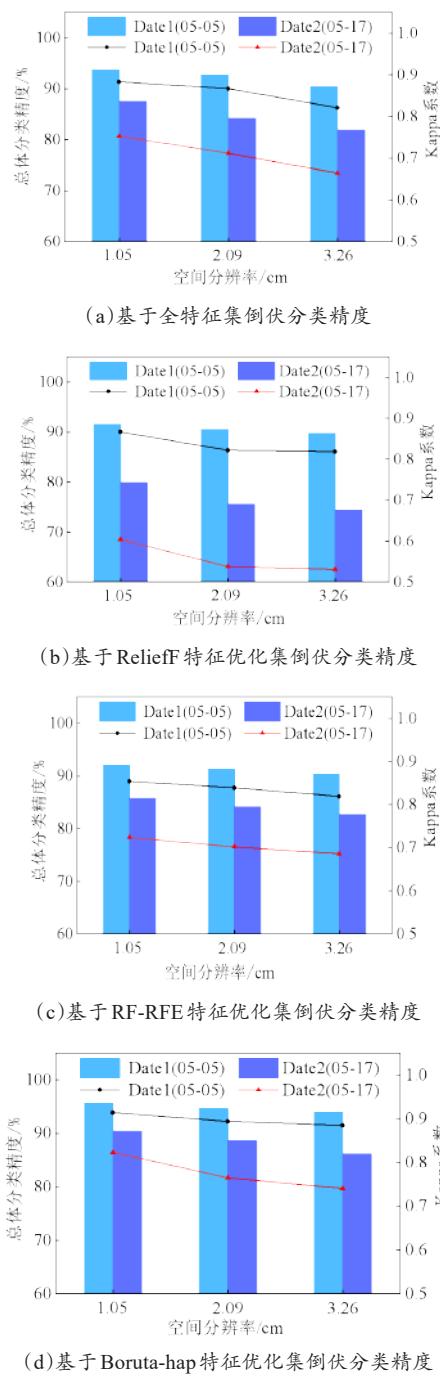 Date1(05-05) Date2(05-17)
Date1(05-05) Date2(05-17)
总体分类精度/%
100
90
80
70
60
Kappa系数
1.0
0.9
0.8
0.7
0.6
0.5
1.05 2.09 3.26
空间分辨率/cm
(a)基于全特征集倒伏分类精度
Date1(05-05) Date2(05-17)
Date1(05-05) Date2(05-17)
总体分类精度/%
100
90
80
70
60
Kappa系数
1.0
0.9
0.8
0.7
0.6
0.5
1.05 2.09 3.26
空间分辨率/cm
(b)基于ReliefF特征优化集倒伏分类精度
Date1(05-05) Date2(05-17)
Date1(05-05) Date2(05-17)
总体分类精度/%
100
90
80
70
60
Kappa系数
1.0
0.9
0.8
0.7
0.6
0.5
1.05 2.09 3.26
空间分辨率/cm
(c)基于RF-RFE特征优化集倒伏分类精度
Date1(05-05) Date2(05-17)
Date1(05-05) Date2(05-17)
总体分类精度/%
100
90
80
70
60
Kappa系数
1.0
0.9
0.8
0.7
0.6
0.5
1.05 2.09 3.26
空间分辨率/cm
(d)基于Boruta-hap特征优化集倒伏分类精度